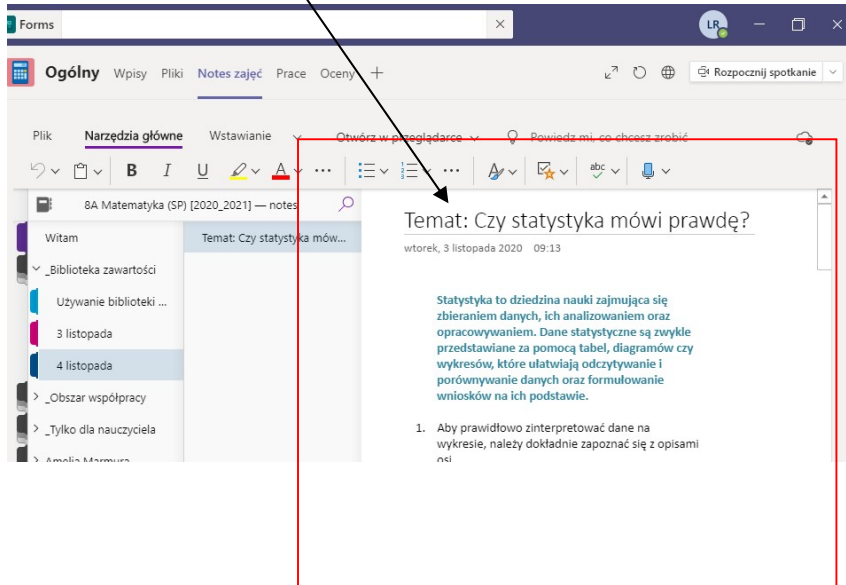 Forms
LR
Ogólny Wpisy Pliki Notes zajęć Prace Oceny +
Rozpocznij spotkanie
Plik Narzędzia główne Wstawianie Otwórz w przeglądarce Powiedz mi, co chcesz zrobić
B I U A abc
8A Matematyka (SP) [2020_2021] — notes
Witam
_Biblioteka zawartości
Używanie biblioteki ...
3 listopada
4 listopada
_Obszar współpracy
_Tylko dla nauczyciela
Amelia Marmura
Temat: Czy statystyka mów...
Temat: Czy statystyka mówi prawdę?
wtorek, 3 listopada 2020 09:13
Statystyka to dziedzina nauki zajmująca się
zbieraniem danych, ich analizowaniem oraz
opracowywaniem. Dane statystyczne są zwykle
przedstawiane za pomocą tabel, diagramów czy
wykresów, które ułatwiają odczytywanie i
porównywanie danych oraz formułowanie
wniosków na ich podstawie.
1. Aby prawidłowo zinterpretować dane na
wykresie, należy dokładnie zapoznać się z opisami
osi